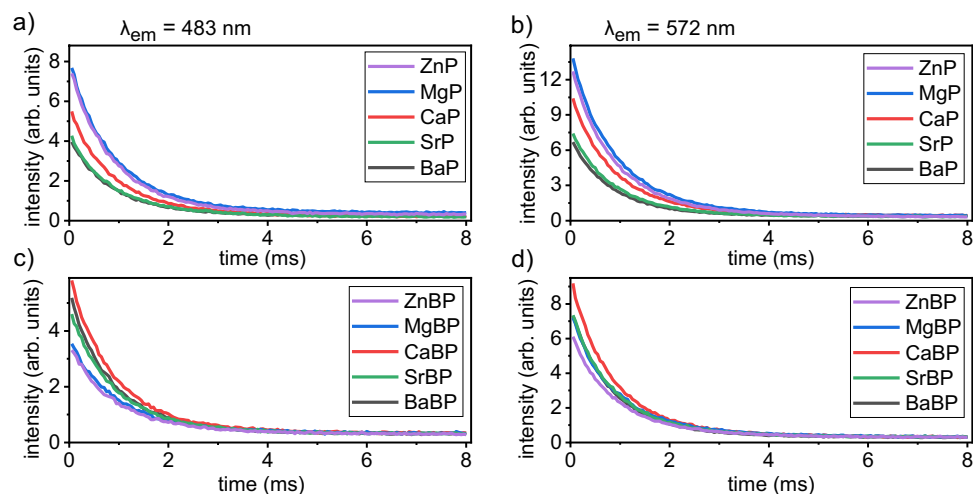 a) λem = 483 nm
intensity (arb. units)
8
6
4
2
0
ZnP
MgP
CaP
SrP
BaP
0 2 4 6 8
time (ms)
b) λem = 572 nm
intensity (arb. units)
12
9
6
3
0
ZnP
MgP
CaP
SrP
BaP
0 2 4 6 8
time (ms)
c)
intensity (arb. units)
4
2
0
ZnBP
MgBP
CaBP
SrBP
BaBP
0 2 4 6 8
time (ms)
d)
intensity (arb. units)
8
6
4
2
0
ZnBP
MgBP
CaBP
SrBP
BaBP
0 2 4 6 8
time (ms)